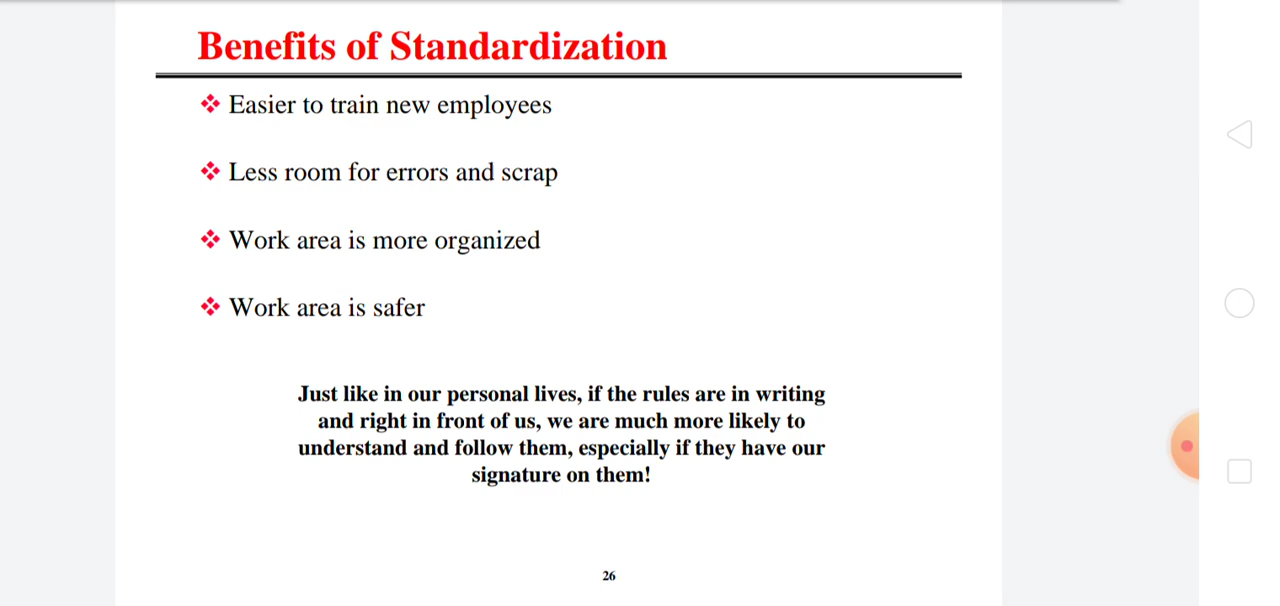 Benefits of Standardization
Easier to train new employees
Less room for errors and scrap
Work area is more organized
Work area is safer
Just like in our personal lives, if the rules are in writing
and right in front of us, we are much more likely to
understand and follow them, especially if they have our
signature on them!
26